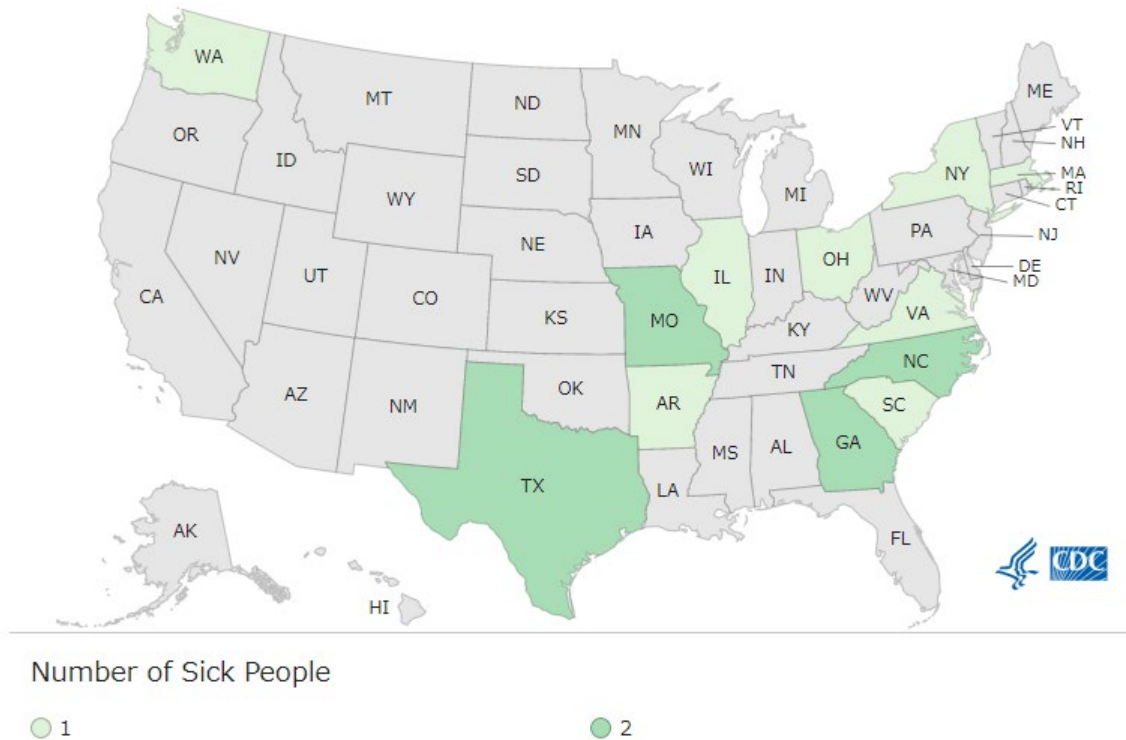 WA
MT
ND
MN
ME
VT
NH
OR
ID
SD
WI
MI
NY
MA
RI
CT
WY
IA
PA
NJ
NE
NV
UT
CO
IL
IN
OH
DE
MD
WV
VA
CA
KS
MO
KY
NC
TN
AZ
NM
OK
AR
SC
MS
AL
GA
TX
LA
FL
AK
HI
CDC
Number of Sick People
1
2